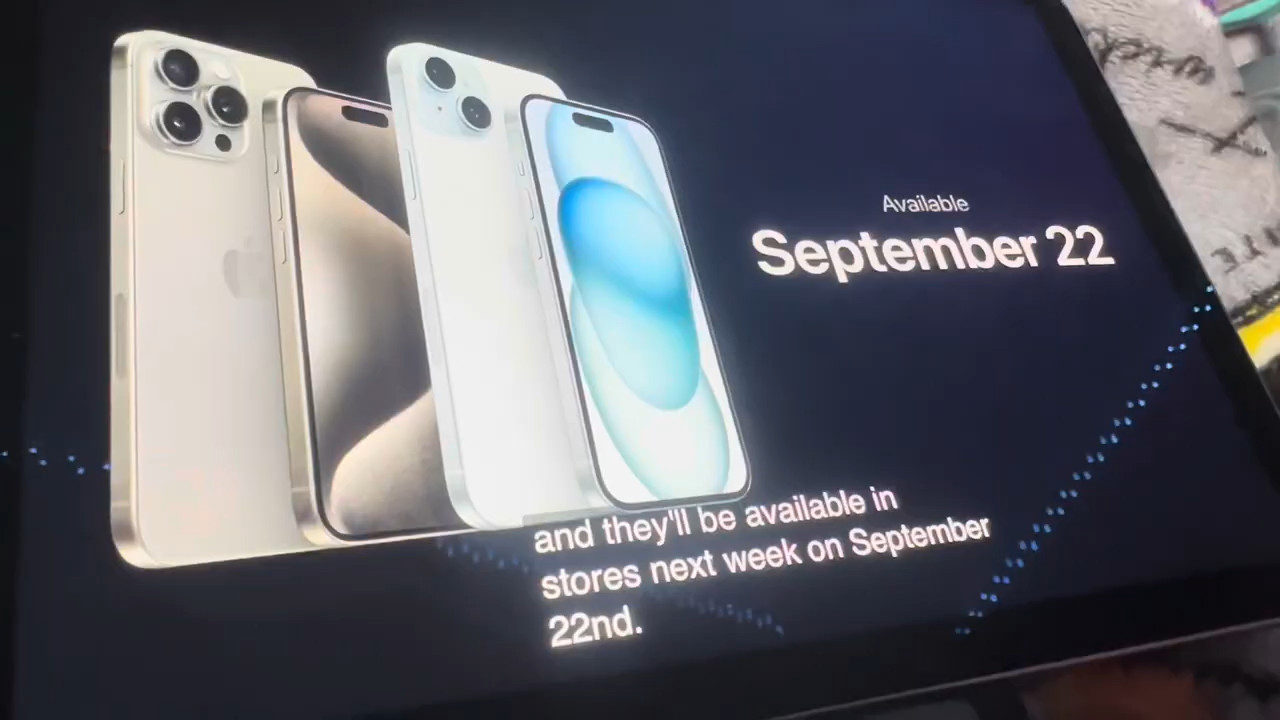 Available
September 22
and they'll be available in
stores next week on September
22nd.